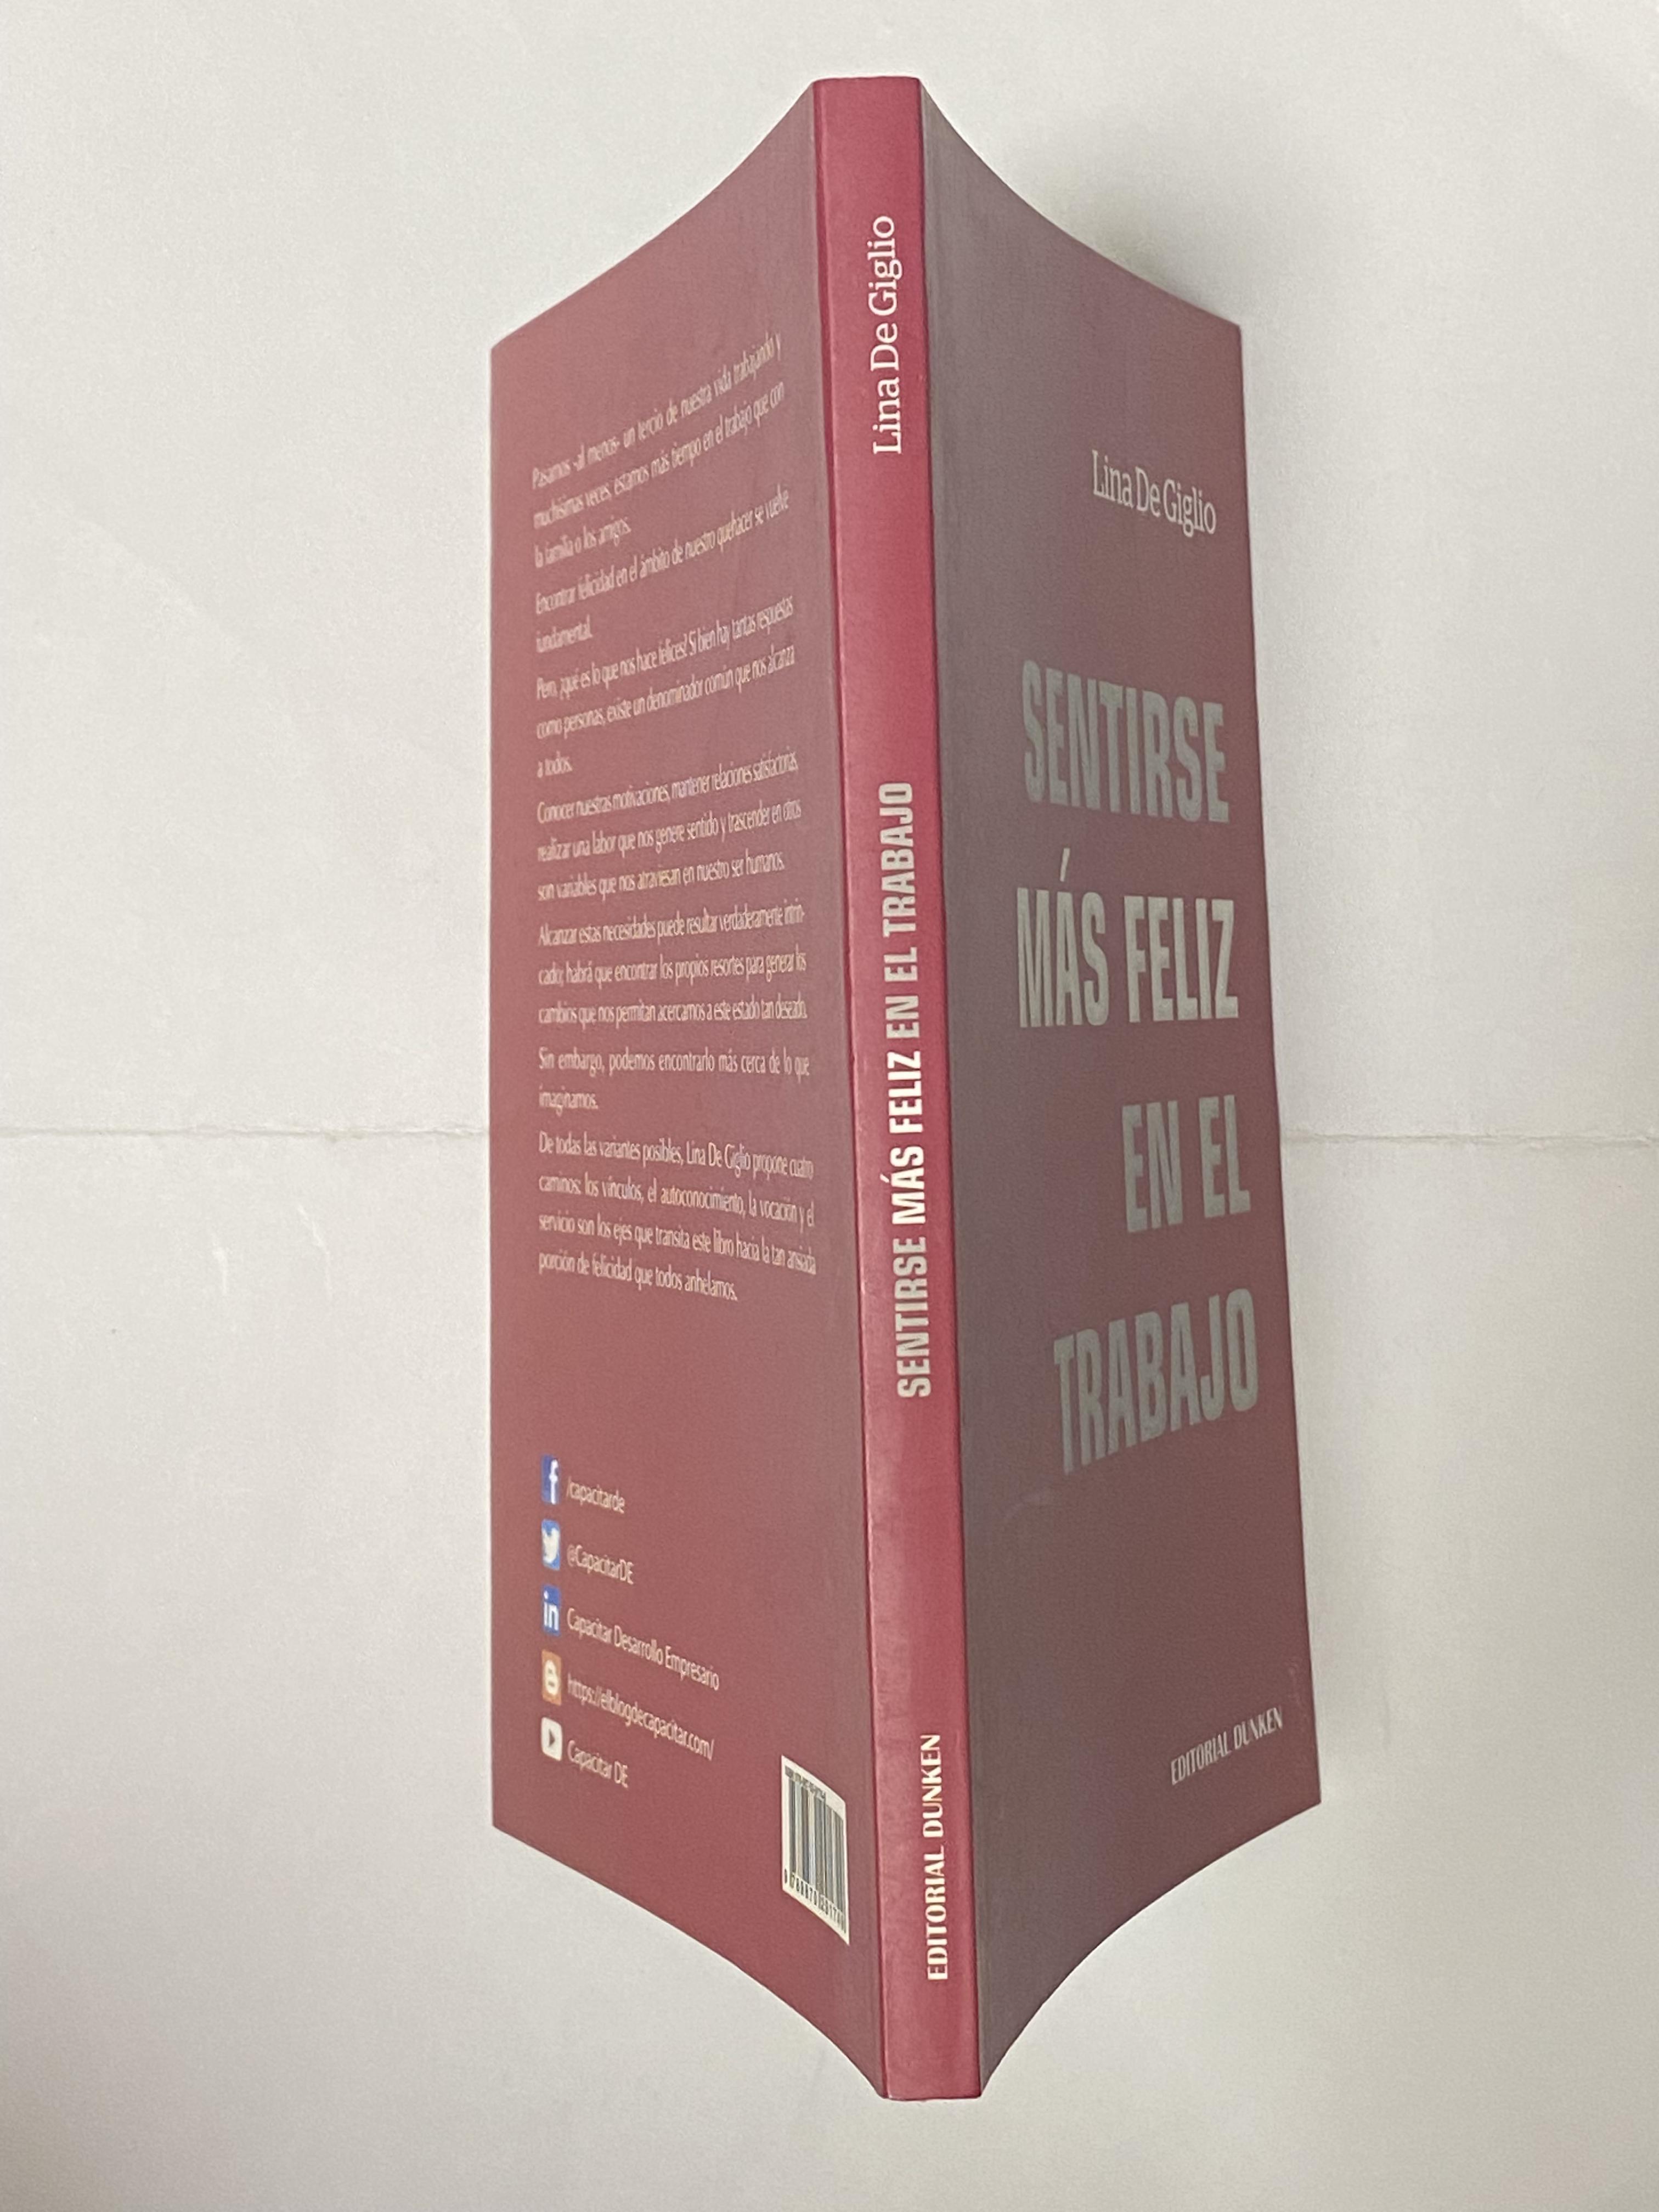 Pasamos -al menos- un tercio de nuestra vida trabajando y
muchísimas veces, estamos más tiempo en el trabajo que con
la familia o los amigos.
Encontrar felicidad en el ámbito de nuestro quehacer se vuelve
fundamental.
Pero, ¿qué es lo que nos hace felices? Si bien hay tantas respuestas
como personas, existe un denominador común que nos alcanza
a todos.
Conocer nuestras motivaciones, mantener relaciones satisfactorias,
realizar una labor que nos genere sentido y trascender en otros
son variables que nos atraviesan en nuestro ser humanos.
Alcanzar estas necesidades puede resultar verdaderamente intrin-
cado; habrá que encontrar los propios resortes para generar los
cambios que nos permitan acercarnos a este estado tan deseado.
Sin embargo, podemos encontrarlo más cerca de lo que
imaginamos.
De todas las variantes posibles, Lina De Giglio propone cuatro
caminos: los vínculos, el autoconocimiento, la vocación y el
servicio son los ejes que transita este libro hacia la tan ansiada
porción de felicidad que todos anhelamos.
/capacitarde
@CapacitarDE
Capacitar Desarrollo Empresario
https://elblogdecapacitar.com/
Capacitar DE
Lina De Giglio
SENTIRSE MÁS FELIZ EN EL TRABAJO
EDITORIAL DUNKEN
Lina De Giglio
SENTIRSE
MÁS FELIZ
EN EL
TRABAJO
EDITORIAL DUNKEN